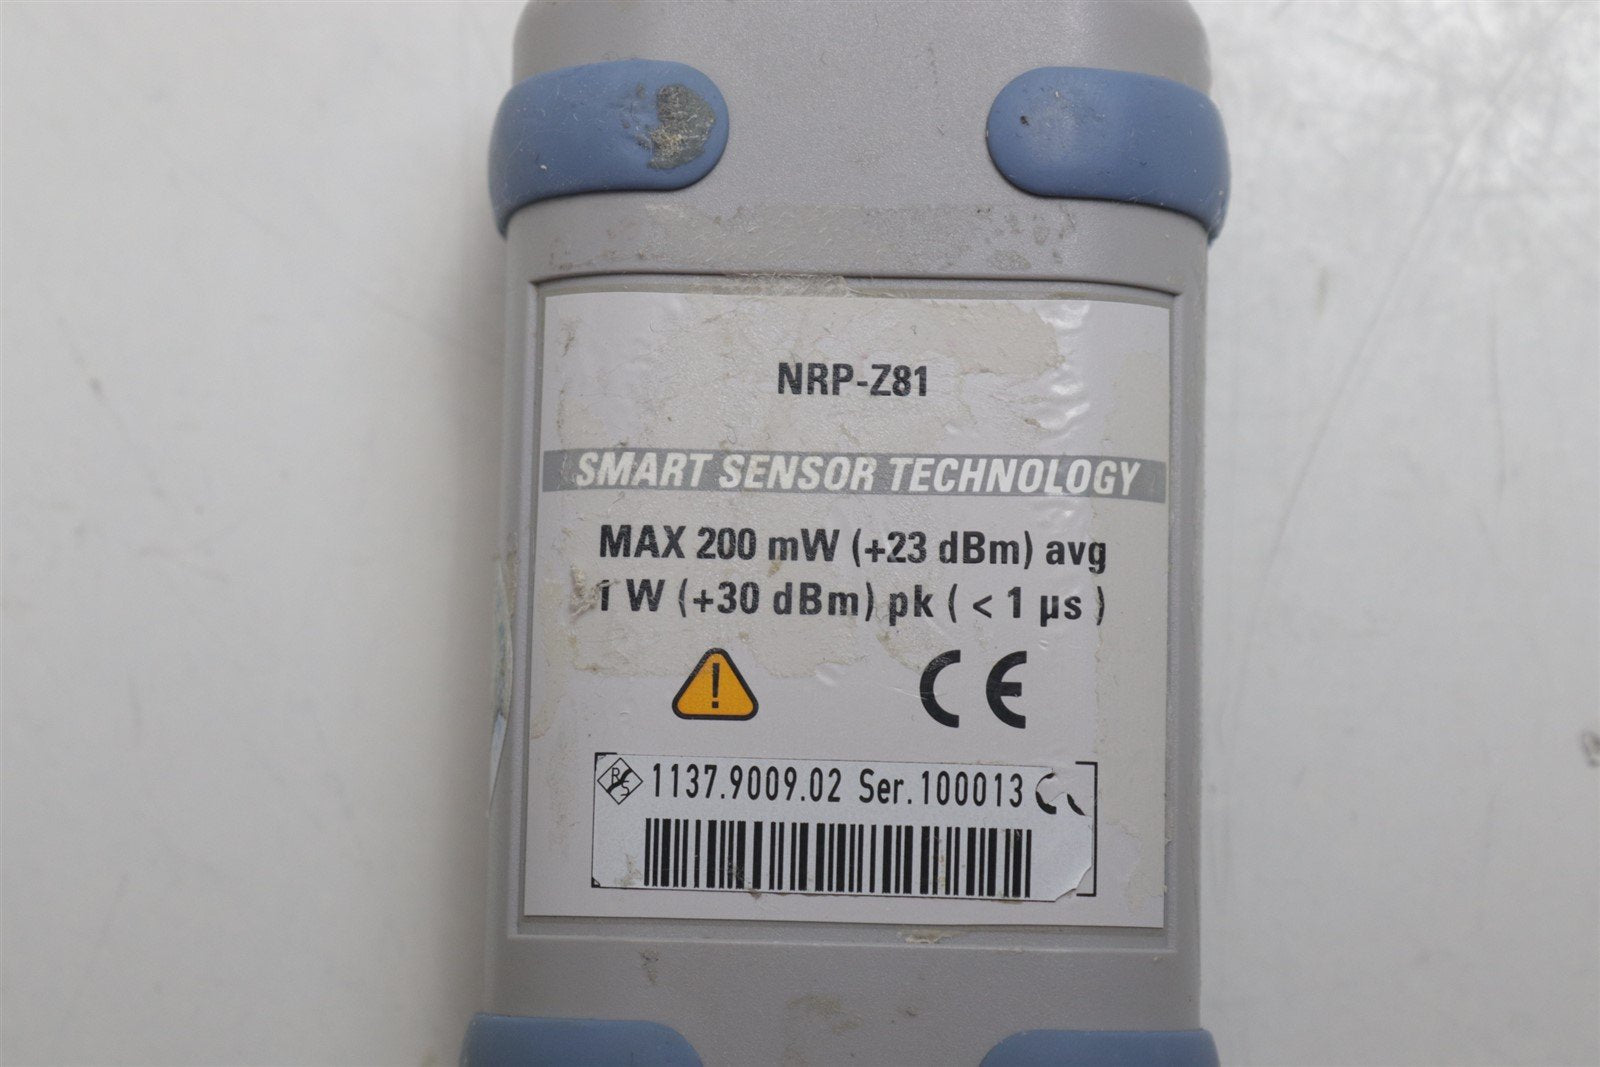 NRP-Z81
SMART SENSOR TECHNOLOGY
MAX 200 mW (+23 dBm) avg
1 W (+30 dBm) pk ( < 1 µs )
!
CE
R&S 1137.9009.02 Ser.100013